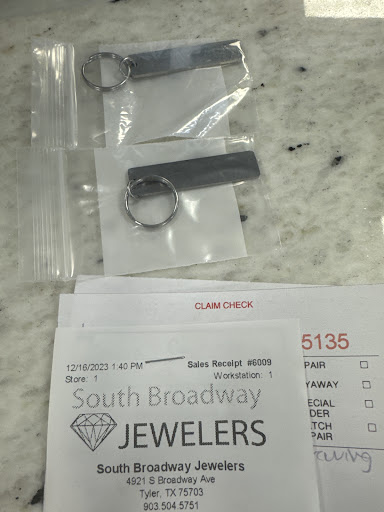 CLAIM CHECK
5135
PAIR
YAWAY
ECIAL
DER
TCH
PAIR
12/16/2023 1:40 PM Sales Receipt #6009
Store: 1 Workstation: 1
South Broadway
JEWELERS
South Broadway Jewelers
4921 S Broadway Ave
Tyler, TX 75703
903.504.5751